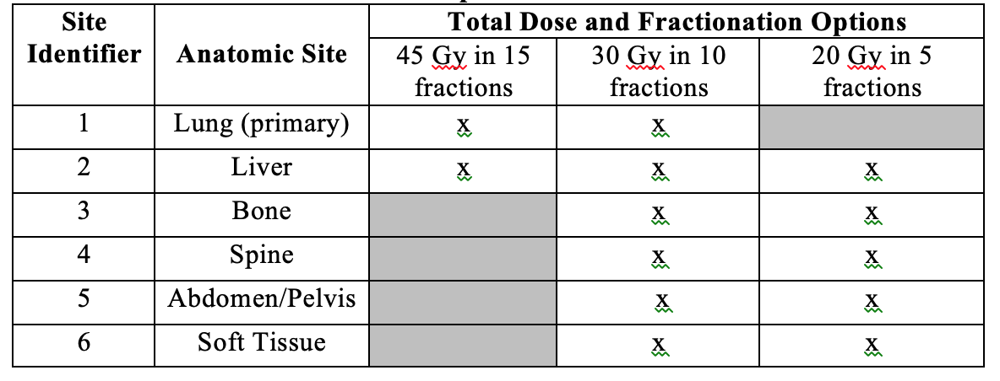 Site Identifier Anatomic Site Total Dose and Fractionation Options
45 Gy in 15 fractions 30 Gy in 10 fractions 20 Gy in 5 fractions
1 Lung (primary) x x
2 Liver x x x
3 Bone x x
4 Spine x x
5 Abdomen/Pelvis x x
6 Soft Tissue x x